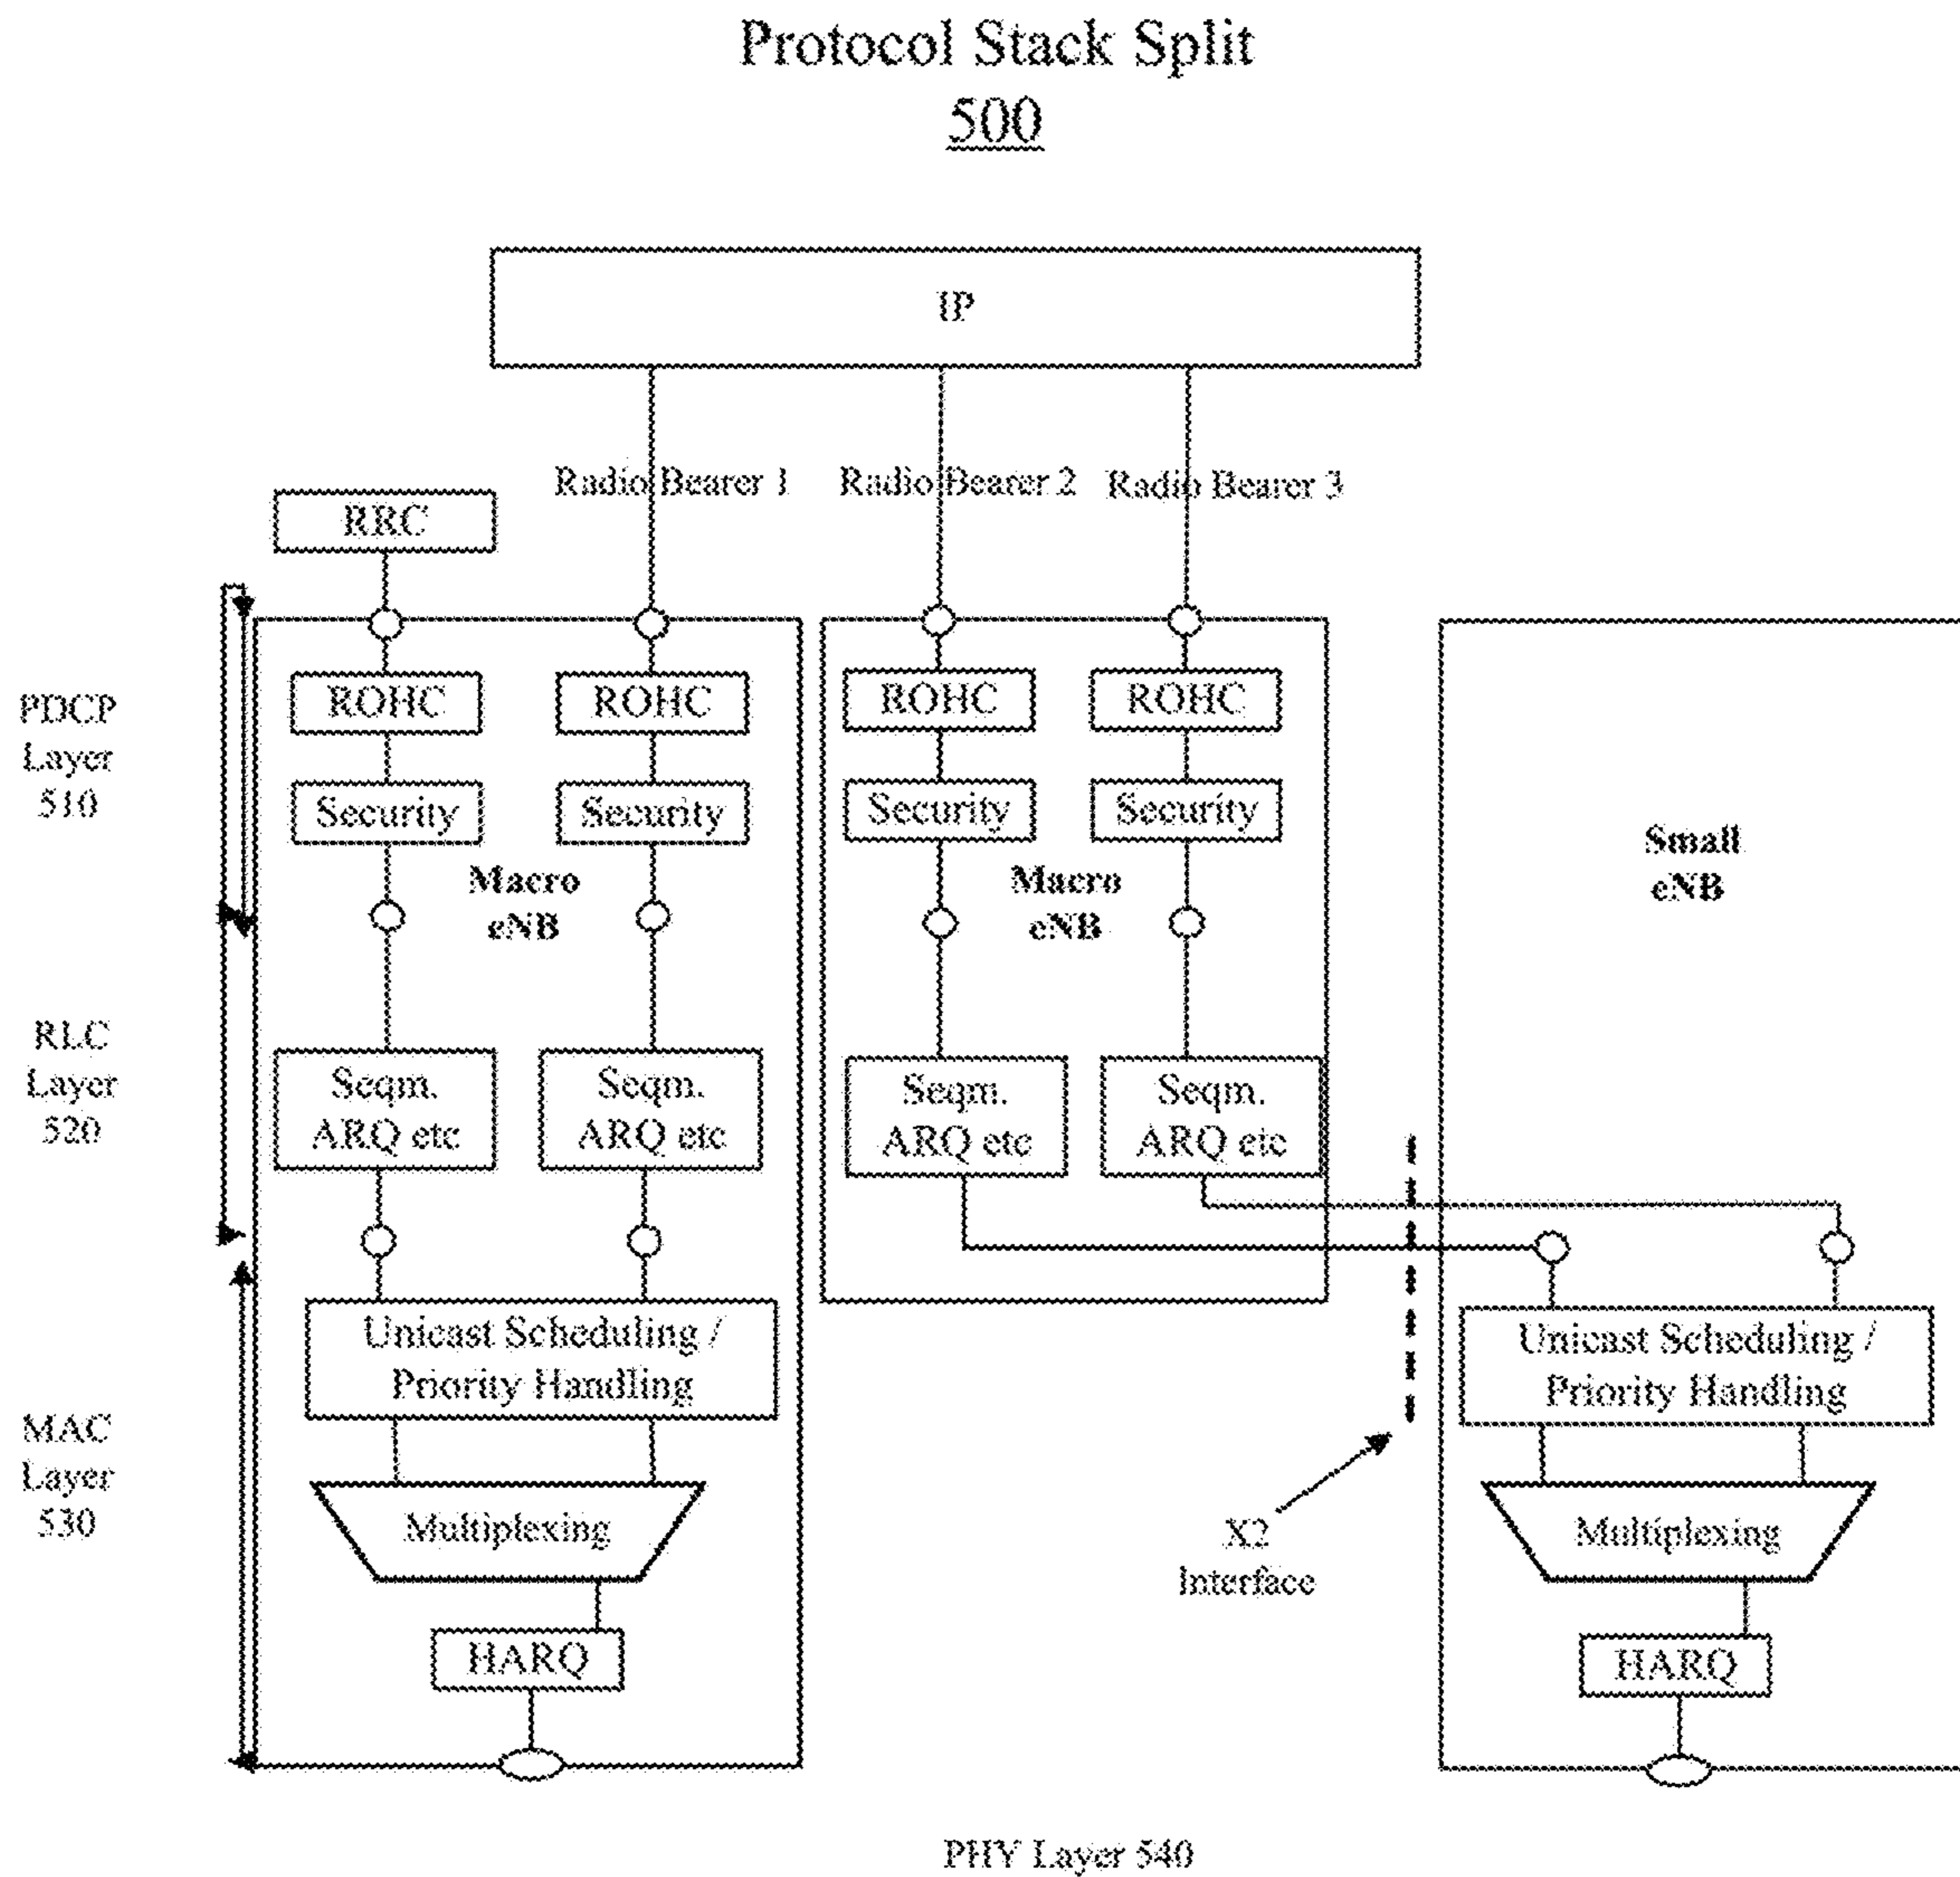 Protocol Stack Split
500
IP
Radio Bearer 1
Radio Bearer 2
Radio Bearer 3
RRC
PDCP
Layer
510
ROHC
ROHC
ROHC
ROHC
Security
Security
Security
Security
Macro
eNB
Macro
eNB
Small
eNB
RLC
Layer
520
Seqm.
ARQ etc
Seqm.
ARQ etc
Seqm.
ARQ etc
Seqm.
ARQ etc
MAC
Layer
530
Unicast Scheduling /
Priority Handling
Unicast Scheduling /
Priority Handling
Multiplexing
Multiplexing
X2
Interface
HARQ
HARQ
PHY Layer 540